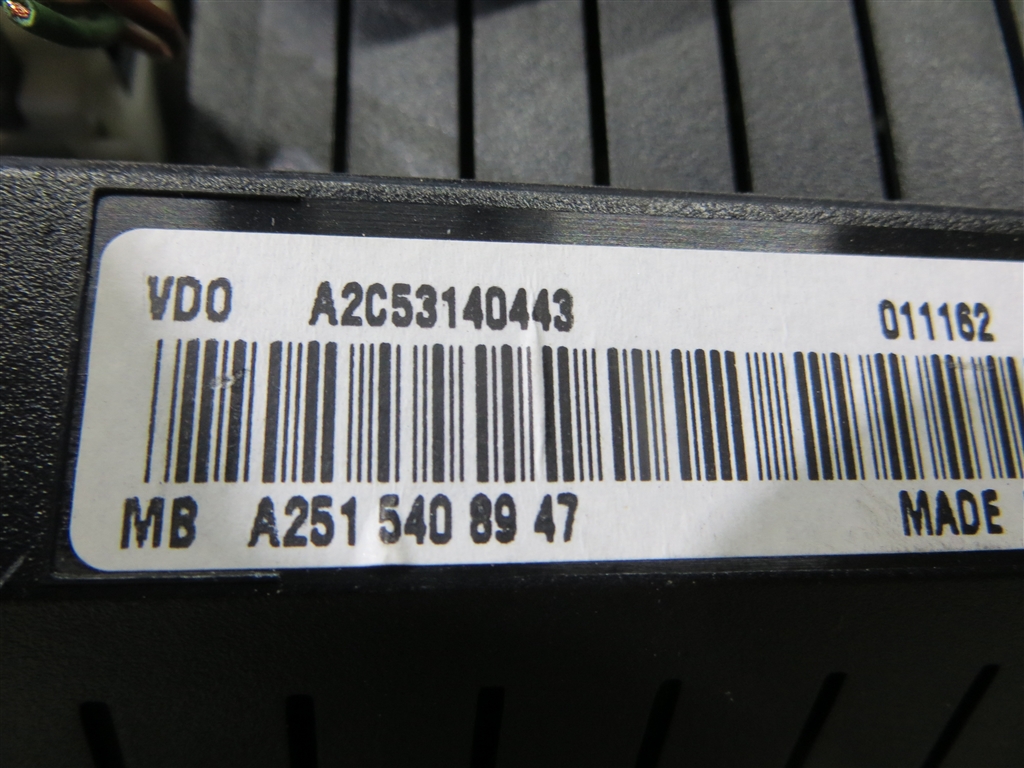 VDO A2C53140443 011162
MB A251 540 89 47 MADE